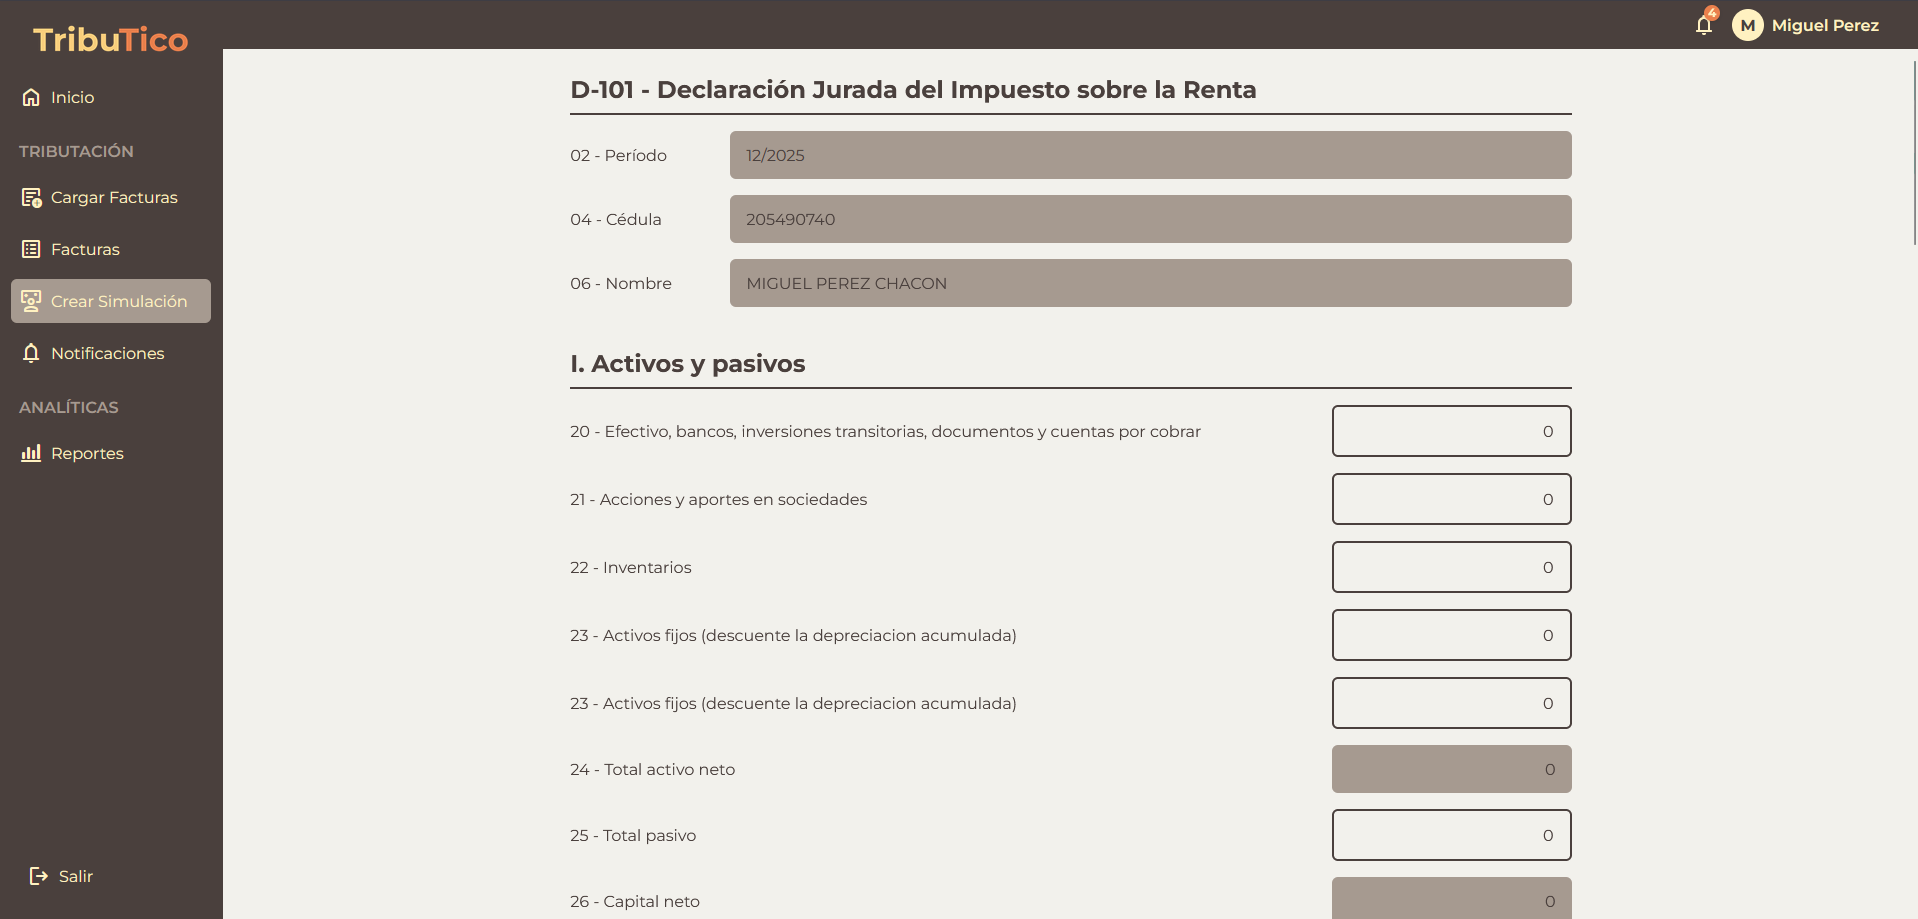 TribuTico
4
M
Miguel Perez
Inicio
TRIBUTACIÓN
Cargar Facturas
Facturas
Crear Simulación
Notificaciones
ANALÍTICAS
Reportes
Salir
D-101 - Declaración Jurada del Impuesto sobre la Renta
02 - Período 12/2025
04 - Cédula 205490740
06 - Nombre MIGUEL PEREZ CHACON
I. Activos y pasivos
20 - Efectivo, bancos, inversiones transitorias, documentos y cuentas por cobrar 0
21 - Acciones y aportes en sociedades 0
22 - Inventarios 0
23 - Activos fijos (descuente la depreciacion acumulada) 0
23 - Activos fijos (descuente la depreciacion acumulada) 0
24 - Total activo neto 0
25 - Total pasivo 0
26 - Capital neto 0